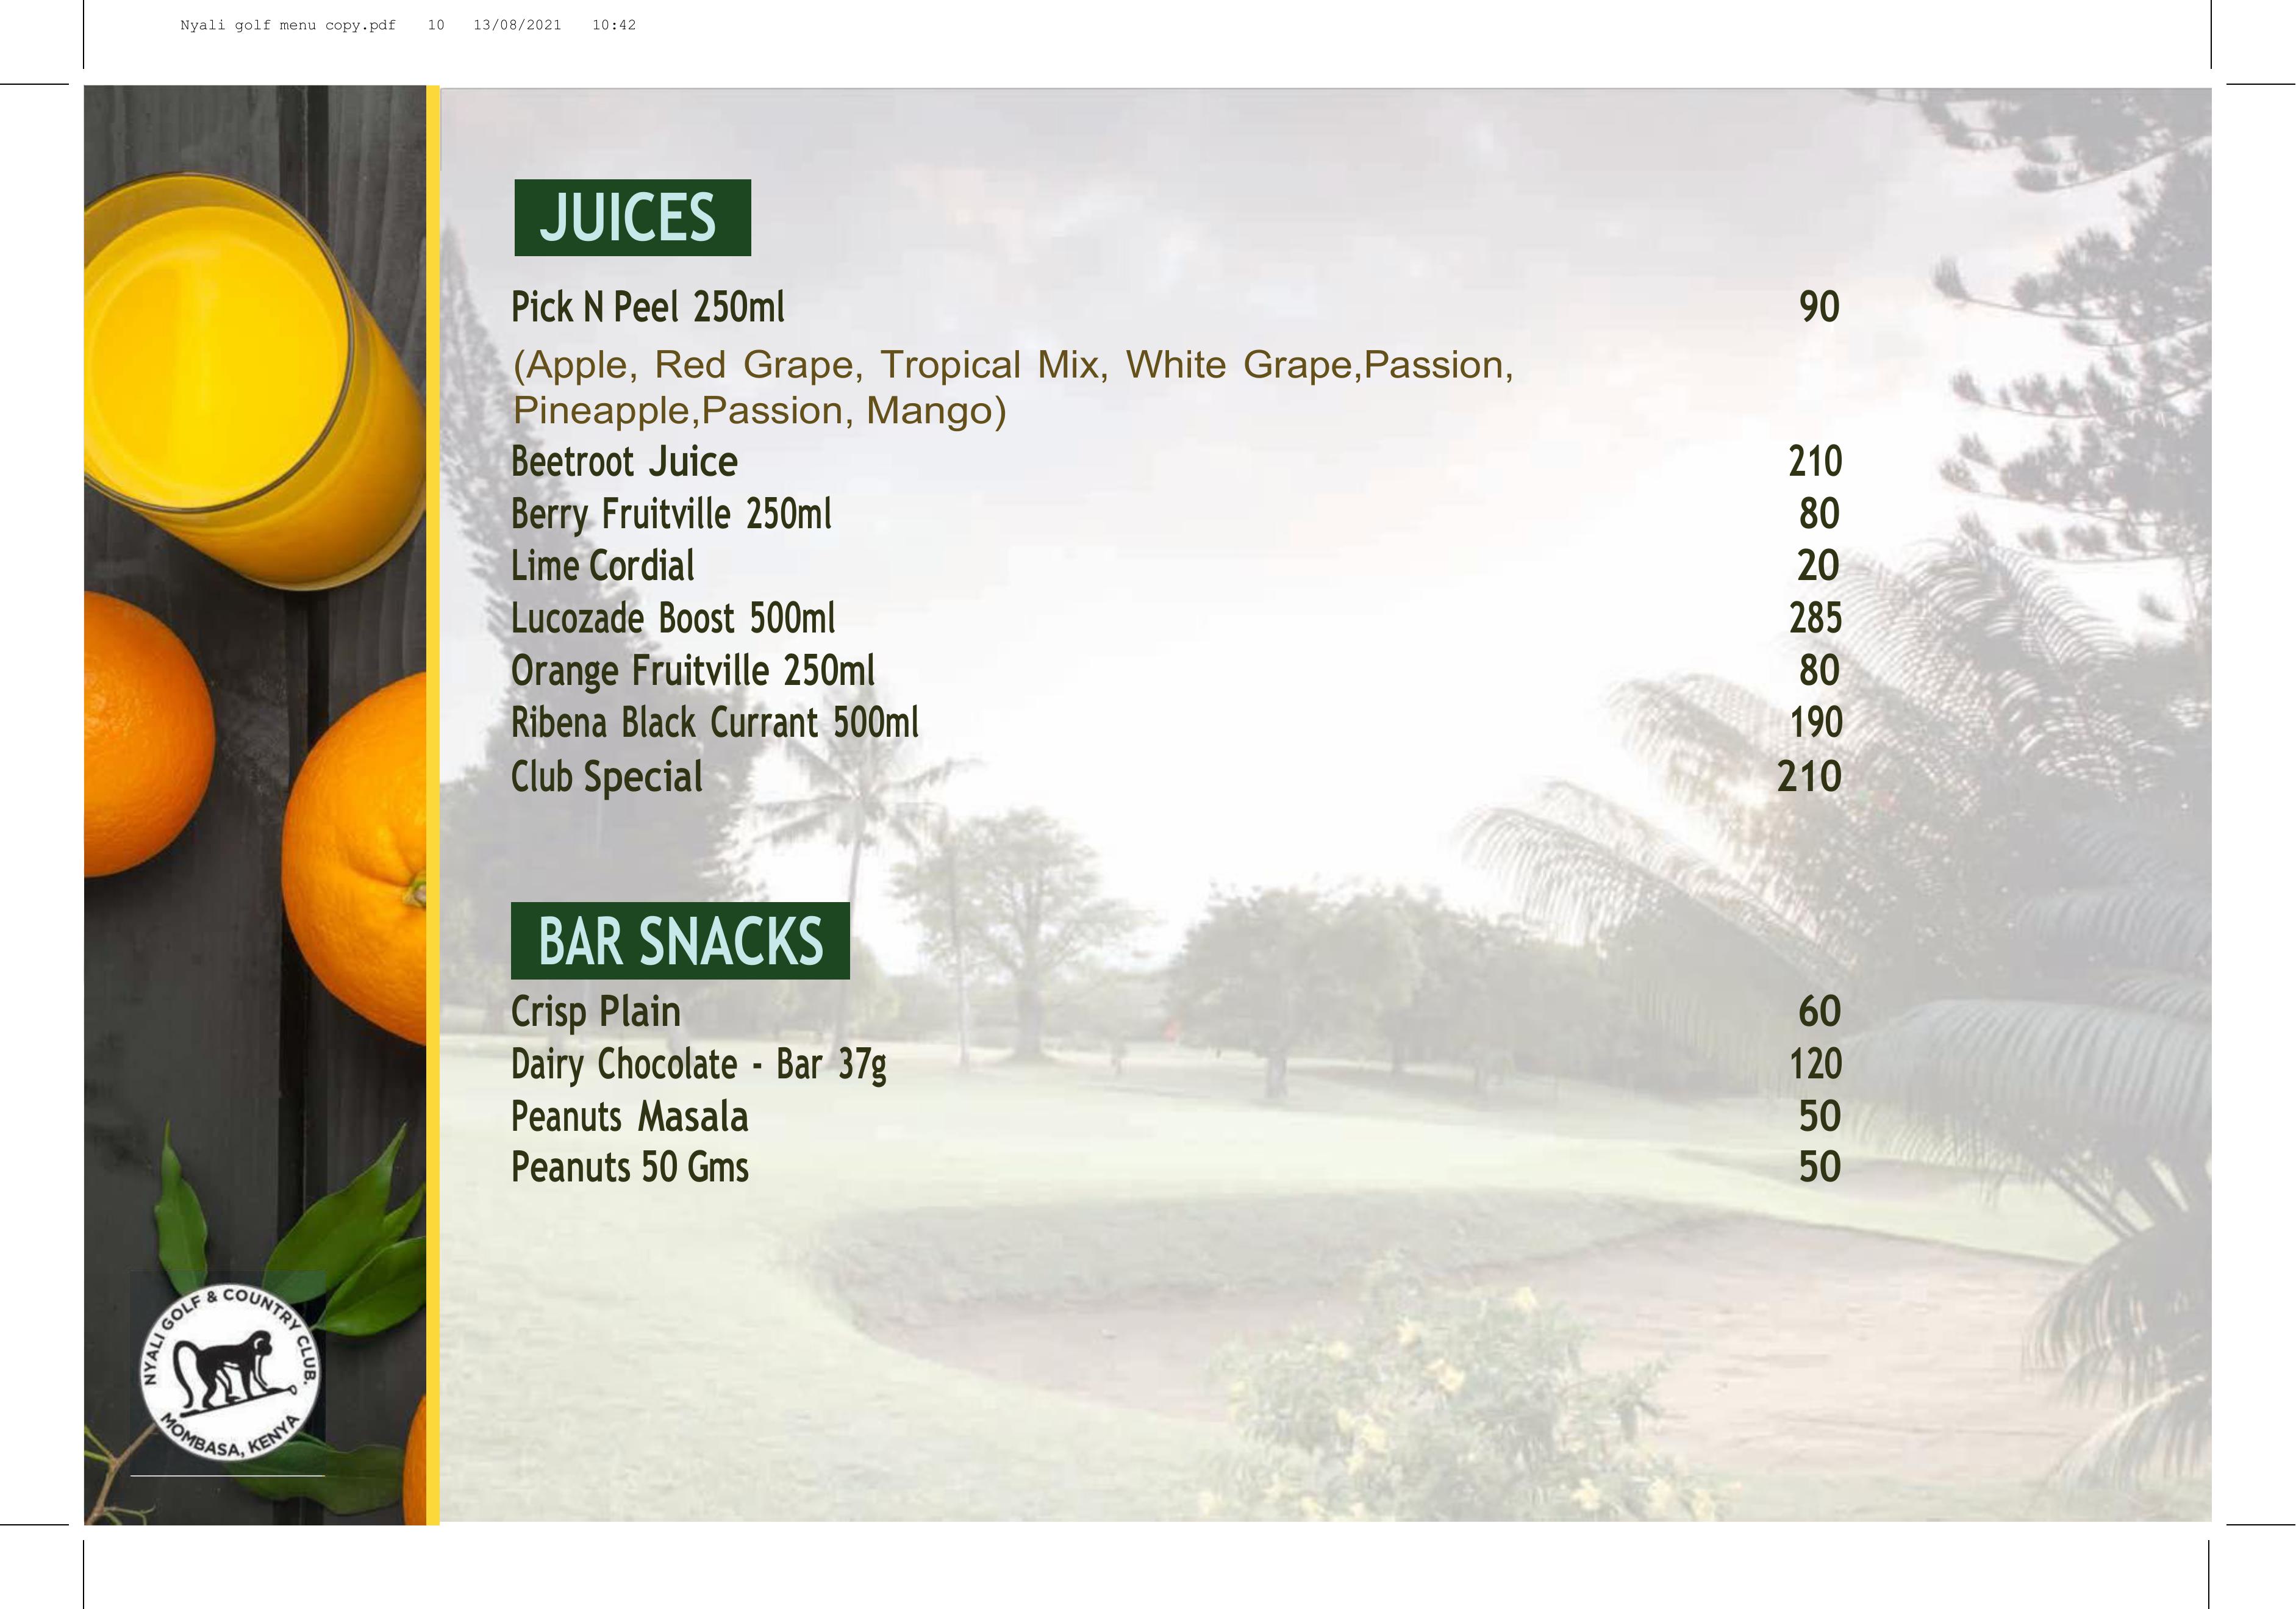 Nyali golf menu copy.pdf 10 13/08/2021 10:42
JUICES
Pick N Peel 250ml 90
(Apple, Red Grape, Tropical Mix, White Grape,Passion,
Pineapple,Passion, Mango)
Beetroot Juice 210
Berry Fruitville 250ml 80
Lime Cordial 20
Lucozade Boost 500ml 285
Orange Fruitville 250ml 80
Ribena Black Currant 500ml 190
Club Special 210
BAR SNACKS
Crisp Plain 60
Dairy Chocolate - Bar 37g 120
Peanuts Masala 50
Peanuts 50 Gms 50
NYALI GOLF & COUNTRY CLUB.
MOMBASA, KENYA